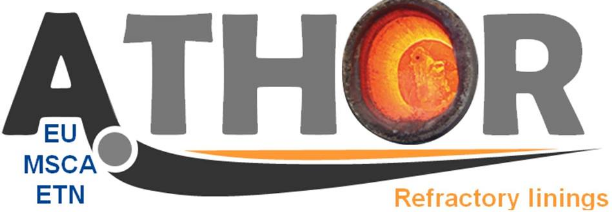 ATHOR
EU
MSCA
ETN
Refractory linings